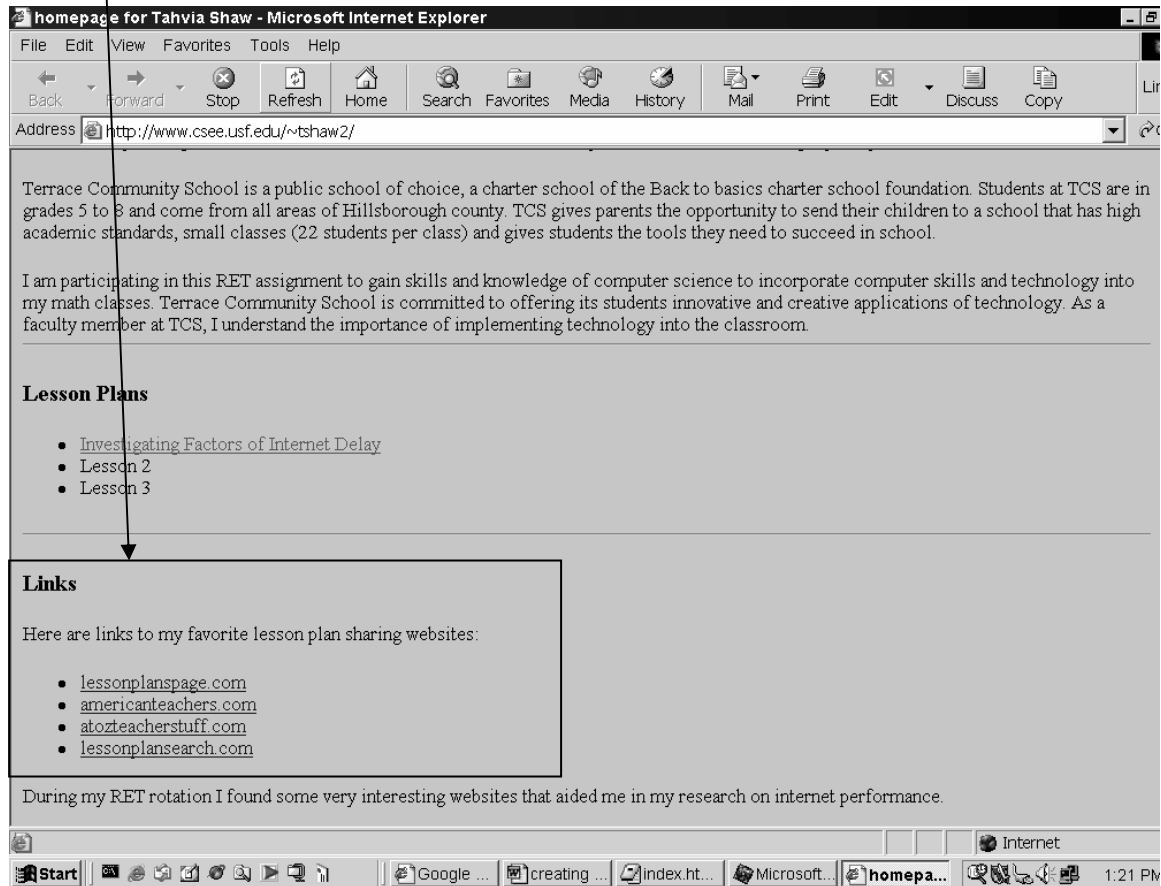 homepage for Tahvia Shaw - Microsoft Internet Explorer
File Edit View Favorites Tools Help
Back Forward Stop Refresh Home Search Favorites Media History Mail Print Edit Discuss Copy
Address http://www.csee.usf.edu/~tshaw2/
Terrace Community School is a public school of choice, a charter school of the Back to basics charter school foundation. Students at TCS are in
grades 5 to 8 and come from all areas of Hillsborough county. TCS gives parents the opportunity to send their children to a school that has high
academic standards, small classes (22 students per class) and gives students the tools they need to succeed in school.
I am participating in this RET assignment to gain skills and knowledge of computer science to incorporate computer skills and technology into
my math classes. Terrace Community School is committed to offering its students innovative and creative applications of technology. As a
faculty member at TCS, I understand the importance of implementing technology into the classroom.
Lesson Plans
• Investigating Factors of Internet Delay
• Lesson 2
• Lesson 3
Links
Here are links to my favorite lesson plan sharing websites:
• lessonplanspage.com
• americanteachers.com
• atozteacherstuff.com
• lessonplansearch.com
During my RET rotation I found some very interesting websites that aided me in my research on internet performance.
Internet
Start Google ... creating ... index.ht... Microsoft... homepa... 1:21 PM